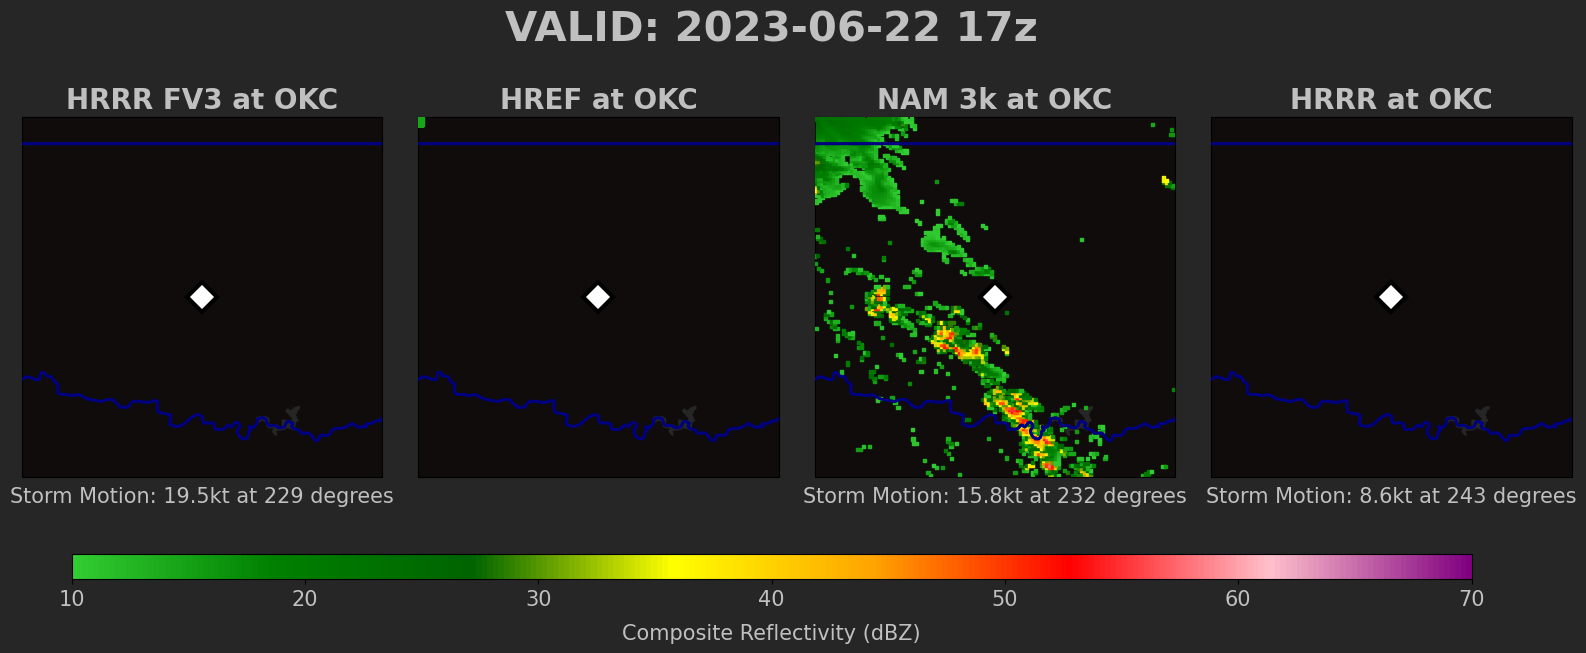 VALID: 2023-06-22 17z
HRRR FV3 at OKC
HREF at OKC
NAM 3k at OKC
HRRR at OKC
Storm Motion: 19.5kt at 229 degrees
Storm Motion: 15.8kt at 232 degrees
Storm Motion: 8.6kt at 243 degrees
10 20 30 40 50 60 70
Composite Reflectivity (dBZ)